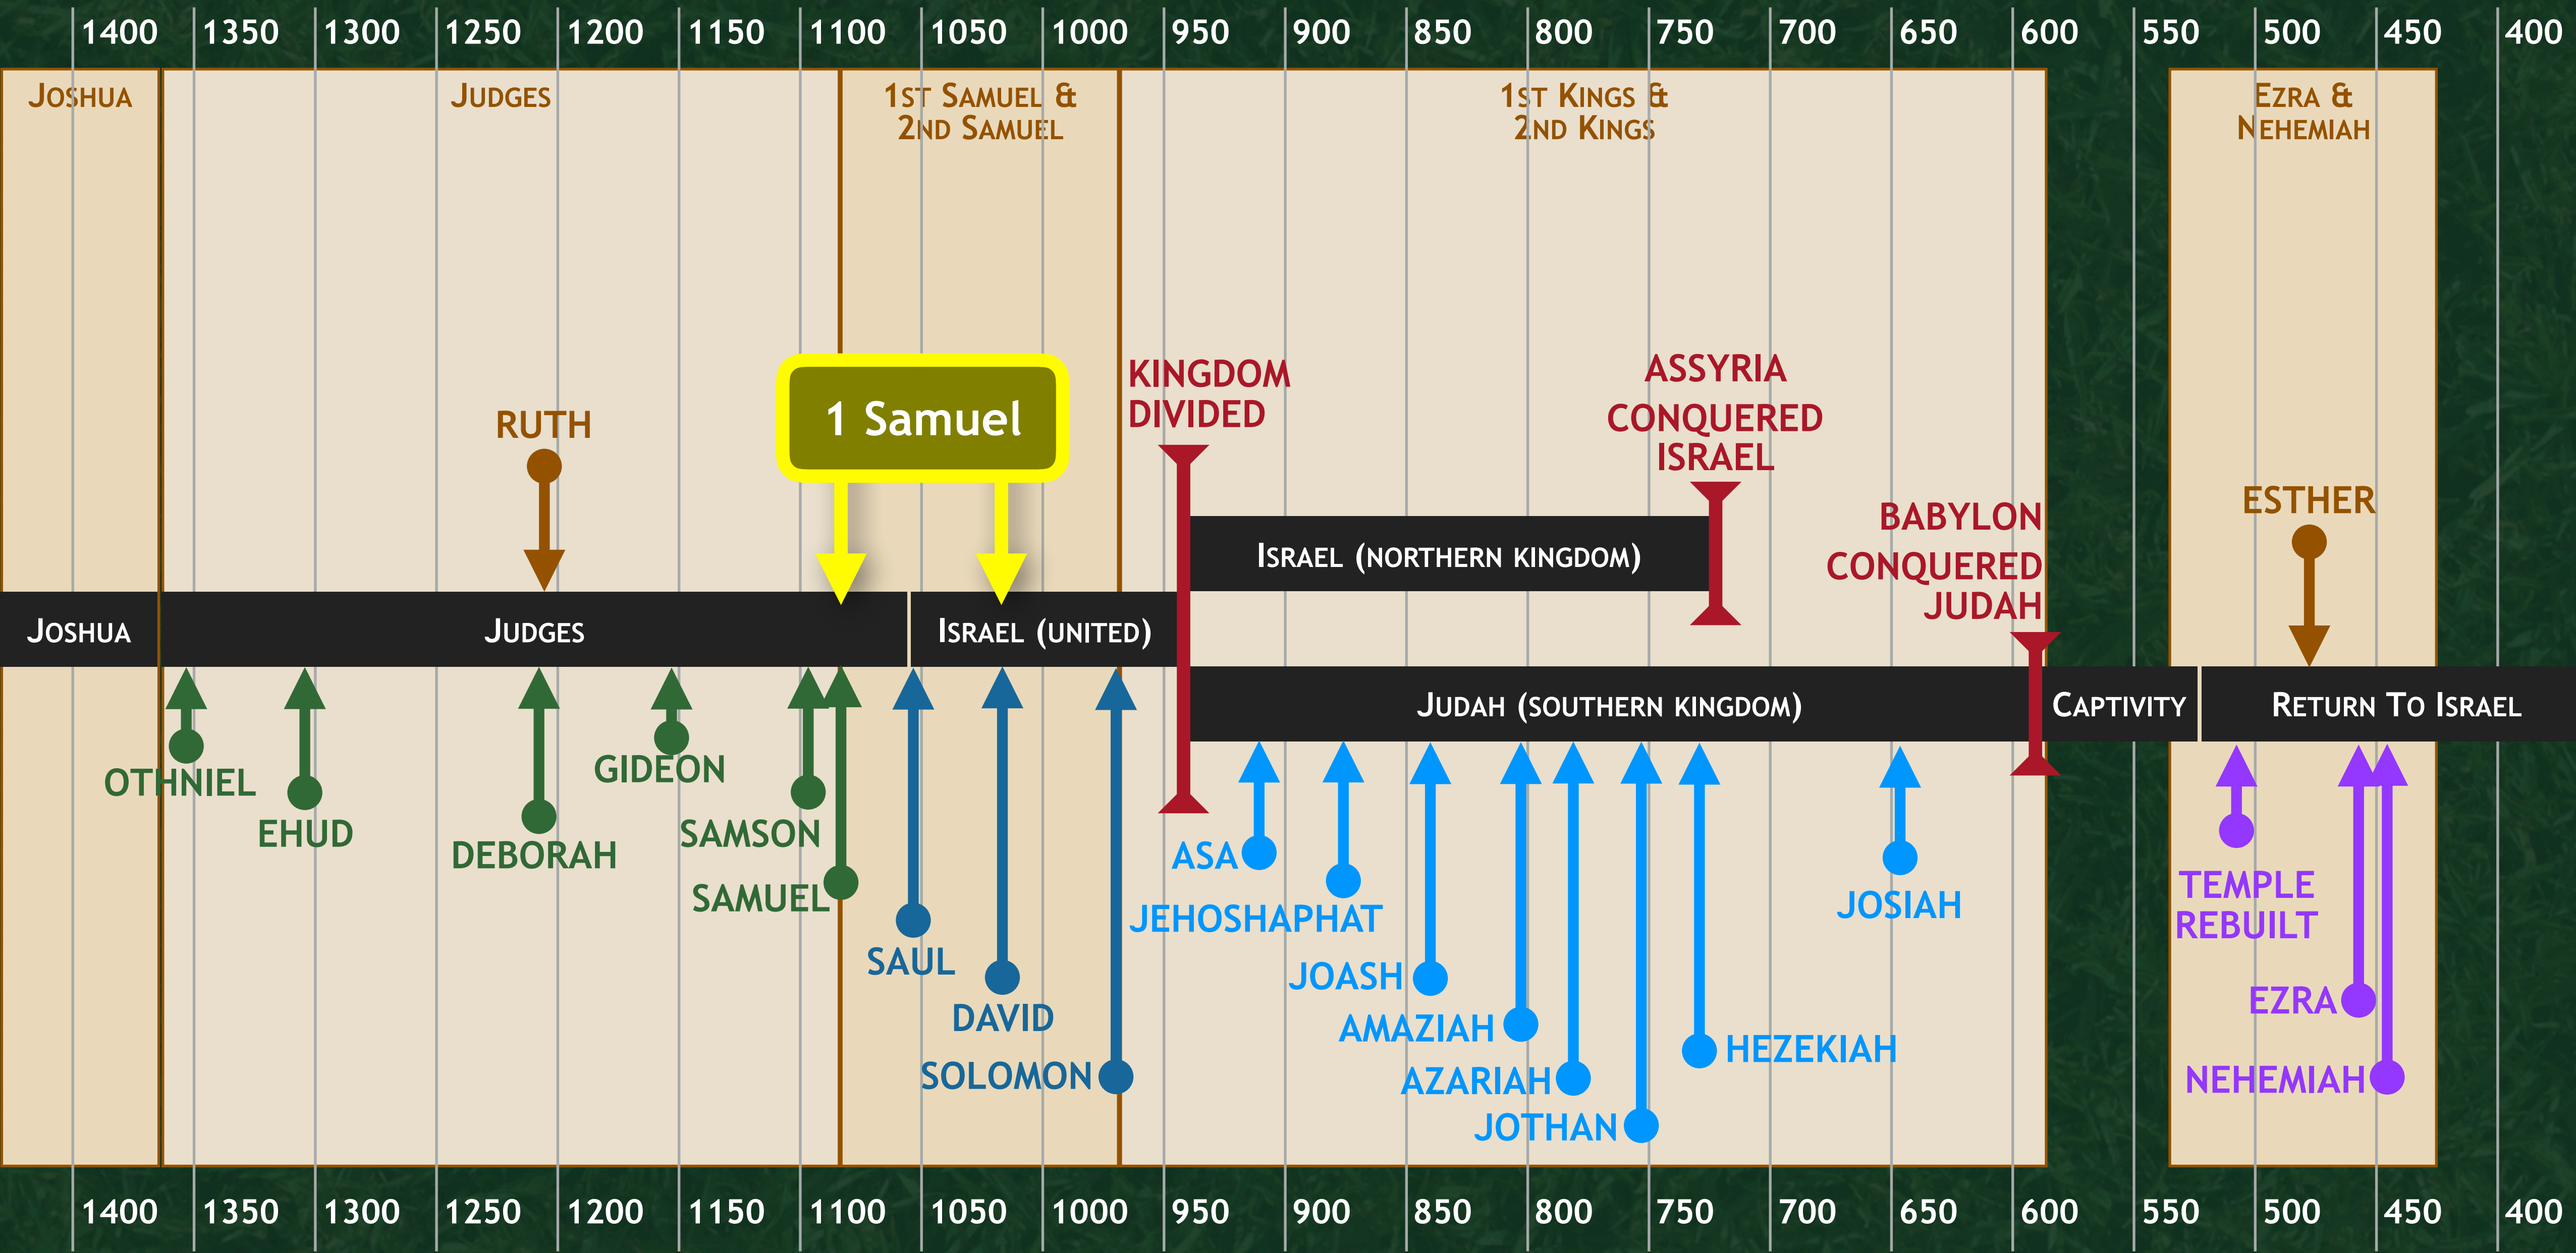 1400 1350 1300 1250 1200 1150 1100 1050 1000 950 900 850 800 750 700 650 600 550 500 450 400
Joshua
Judges
1st Samuel &
2nd Samuel
1st Kings &
2nd Kings
Ezra &
Nehemiah
RUTH
1 Samuel
KINGDOM
DIVIDED
ASSYRIA
CONQUERED
ISRAEL
BABYLON
CONQUERED
JUDAH
ESTHER
Israel (northern kingdom)
Joshua
Judges
Israel (united)
Judah (southern kingdom)
Captivity
Return To Israel
OTHNIEL
EHUD
DEBORAH
GIDEON
SAMSON
SAMUEL
SAUL
DAVID
SOLOMON
ASA
JEHOSHAPHAT
JOASH
AMAZIAH
AZARIAH
JOTHAN
HEZEKIAH
JOSIAH
TEMPLE
REBUILT
EZRA
NEHEMIAH
1400 1350 1300 1250 1200 1150 1100 1050 1000 950 900 850 800 750 700 650 600 550 500 450 400